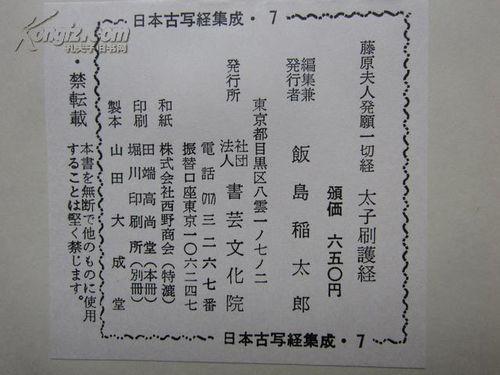 Kongfz.com
孔夫子旧书网
日本古写経集成・7
藤原夫人発願一切経 太子刷護経
頒価 六五〇円
編集兼
発行者 飯島稲太郎
東京都目黒区八雲一ノ七ノ二
発行所 社団
法人 書芸文化院
電話(717)三二六七番
振替口座東京一〇六二四七
和紙 株式会社西野商会(特漉)
印刷 田端高尚堂(本冊)
堀川印刷所(別冊)
製本 山田大成堂
・禁転載
本書を無断で他のものに使用
することは堅く禁じます。
日本古写経集成・7